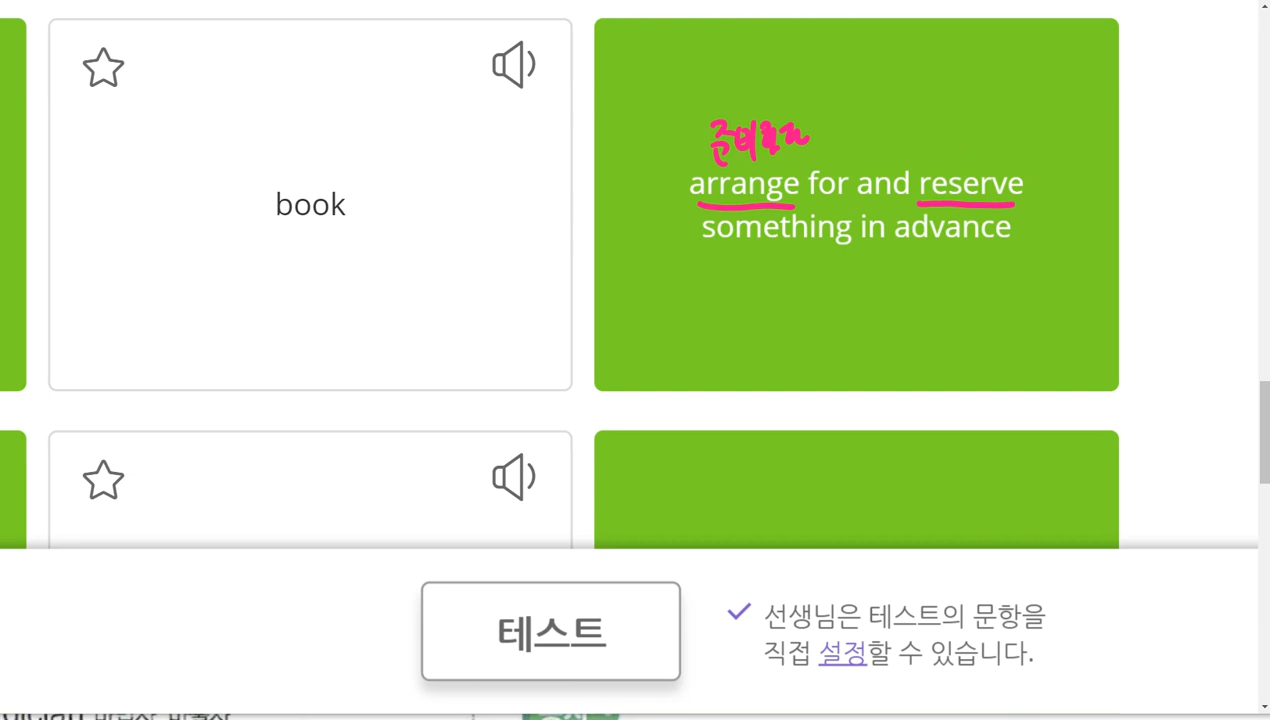 book
준비하다
arrange for and reserve
something in advance
테스트
선생님은 테스트의 문항을
직접 설정할 수 있습니다.